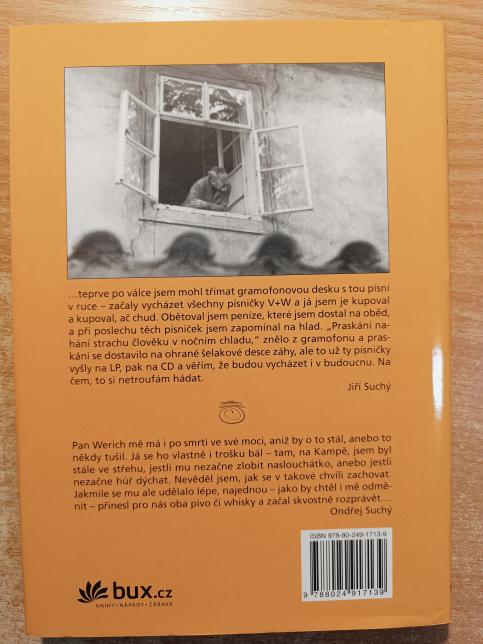 ...teprve po válce jsem mohl třímat gramofonovou desku s tou písní
v ruce – začaly vycházet všechny písničky V+W a já jsem je kupoval
a kupoval, ač chud. Obětoval jsem peníze, které jsem dostal na oběd,
a při poslechu těch písniček jsem zapomínal na hlad. „Praskání na-
hání strachu člověku v nočním chladu,“ znělo z gramofonu a pras-
kání se dostavilo na ohrané šelakové desce záhy, ale to už ty písničky
vyšly na LP, pak na CD a věřím, že budou vycházet i v budoucnu. Na
čem, to si netroufám hádat.
Jiří Suchý
Pan Werich mě má i po smrti ve své moci, aniž by o to stál, anebo to
někdy tušil. Já se ho vlastně i trošku bál – tam, na Kampě, jsem byl
stále ve střehu, jestli mu nezačne zlobit naslouchátko, anebo jestli
nezačne hůř dýchat. Nevěděl jsem, jak se v takové chvíli zachovat.
Jakmile se mu ale udělalo lépe, najednou – jako by chtěl i mě odmě-
nit – přinesl pro nás oba pivo či whisky a začal skvostně rozprávět...
Ondřej Suchý
ISBN 978-80-249-1713-9
9 788024 917139
bux.cz
KNIHY • NÁPADY • ZÁBAVA